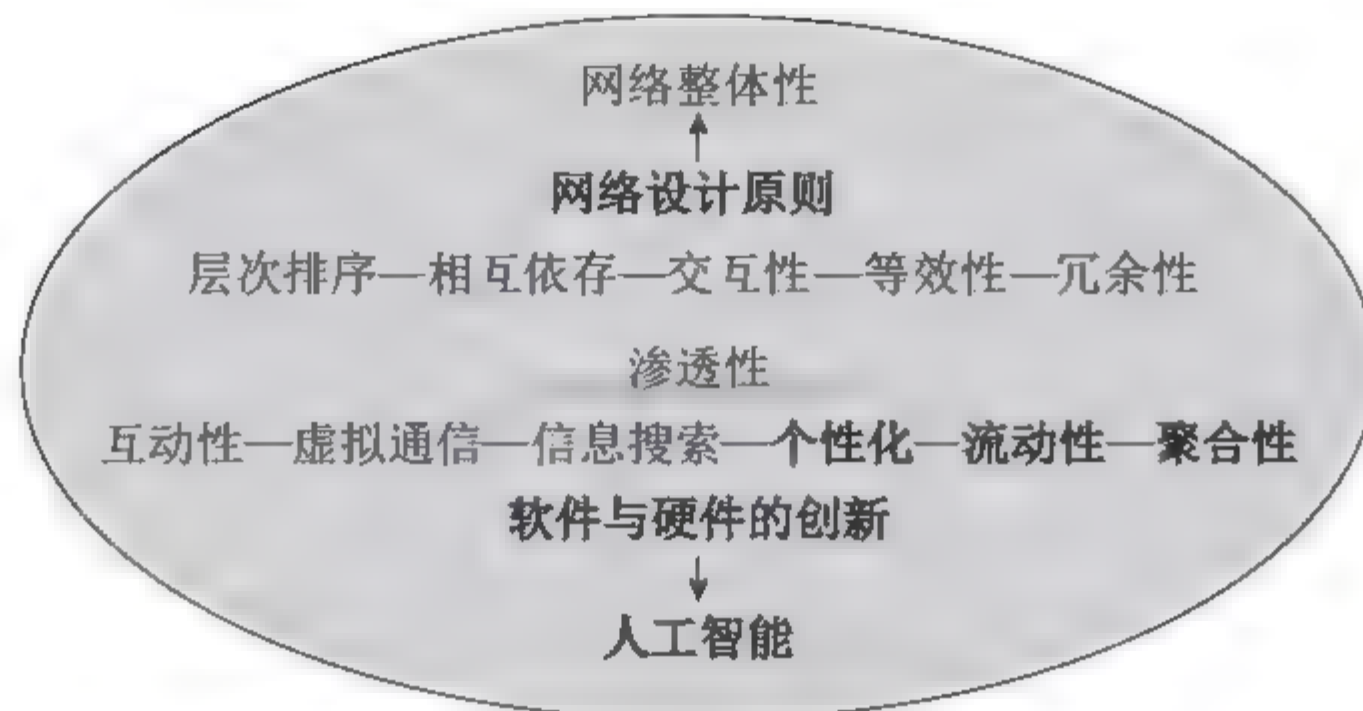 网络整体性
网络设计原则
层次排序—相互依存—交互性—等效性—冗余性
渗透性
互动性—虚拟通信—信息搜索—个性化—流动性—聚合性
软件与硬件的创新
人工智能